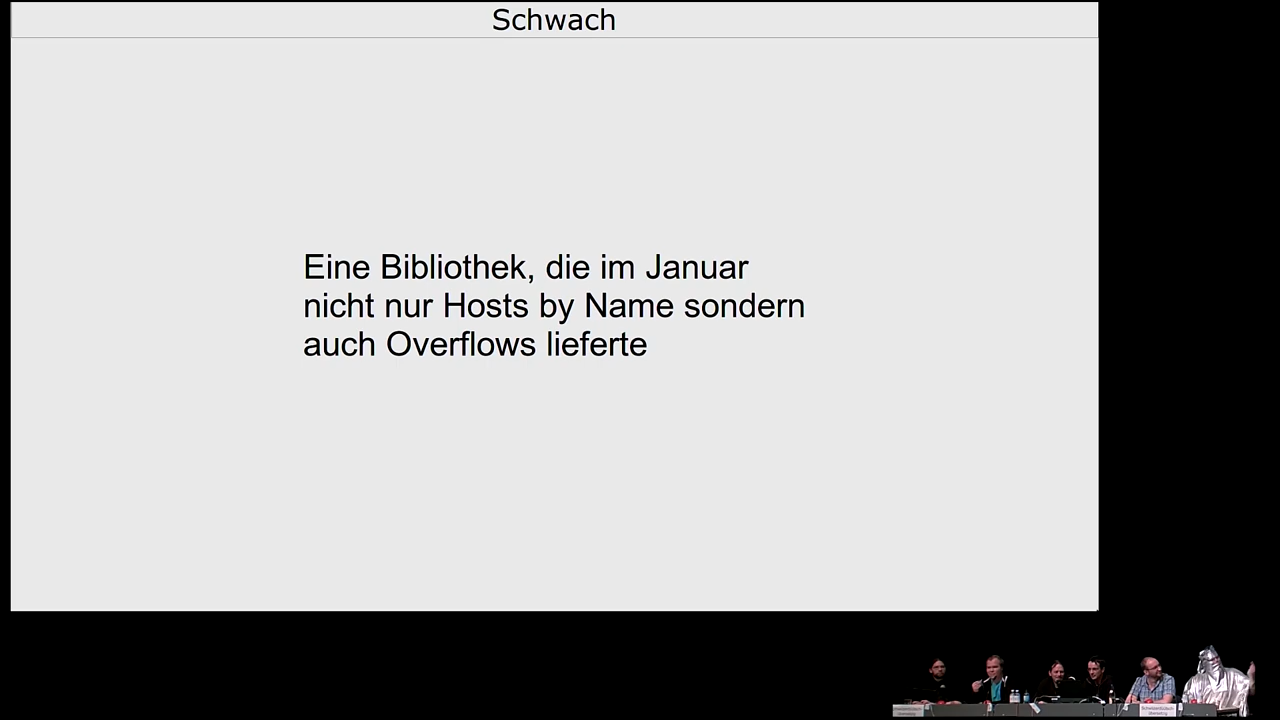 Schwach
Eine Bibliothek, die im Januar
nicht nur Hosts by Name sondern
auch Overflows lieferte